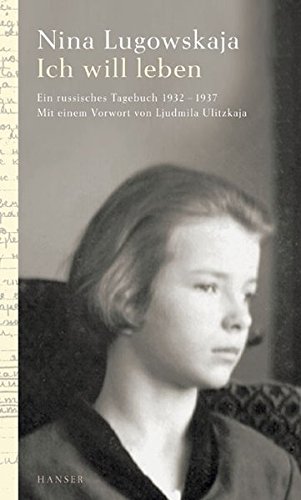 Nina Lugowskaja
Ich will leben
Ein russisches Tagebuch 1932–1937
Mit einem Vorwort von Ljudmila Ulitzkaja
HANSER